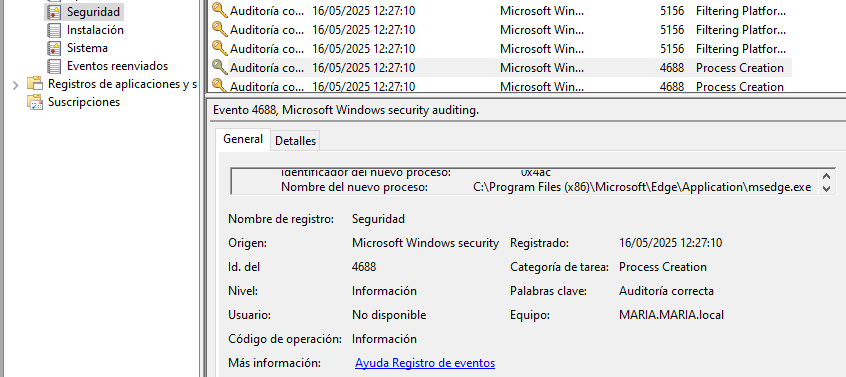 Seguridad
Instalación
Sistema
Eventos reenviados
Registros de aplicaciones y s
Suscripciones
Auditoría co... 16/05/2025 12:27:10 Microsoft Win... 5156 Filtering Platfor...
Auditoría co... 16/05/2025 12:27:10 Microsoft Win... 5156 Filtering Platfor...
Auditoría co... 16/05/2025 12:27:10 Microsoft Win... 5156 Filtering Platfor...
Auditoría co... 16/05/2025 12:27:10 Microsoft Win... 4688 Process Creation
Auditoría co... 16/05/2025 12:27:10 Microsoft Win... 4688 Process Creation
Evento 4688, Microsoft Windows security auditing.
General Detalles
Identificador del nuevo proceso: 0x4ac
Nombre del nuevo proceso: C:\Program Files (x86)\Microsoft\Edge\Application\msedge.exe
Nombre de registro: Seguridad
Origen: Microsoft Windows security Registrado: 16/05/2025 12:27:10
Id. del 4688 Categoría de tarea: Process Creation
Nivel: Información Palabras clave: Auditoría correcta
Usuario: No disponible Equipo: MARIA.MARIA.local
Código de operación: Información
Más información: Ayuda Registro de eventos